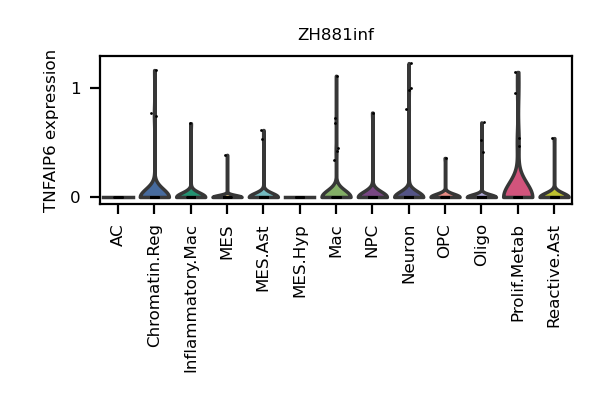 ZH881inf
TNFAIP6 expression
1
0
AC
Chromatin.Reg
Inflammatory.Mac
MES
MES.Ast
MES.Hyp
Mac
NPC
Neuron
OPC
Oligo
Prolif.Metab
Reactive.Ast